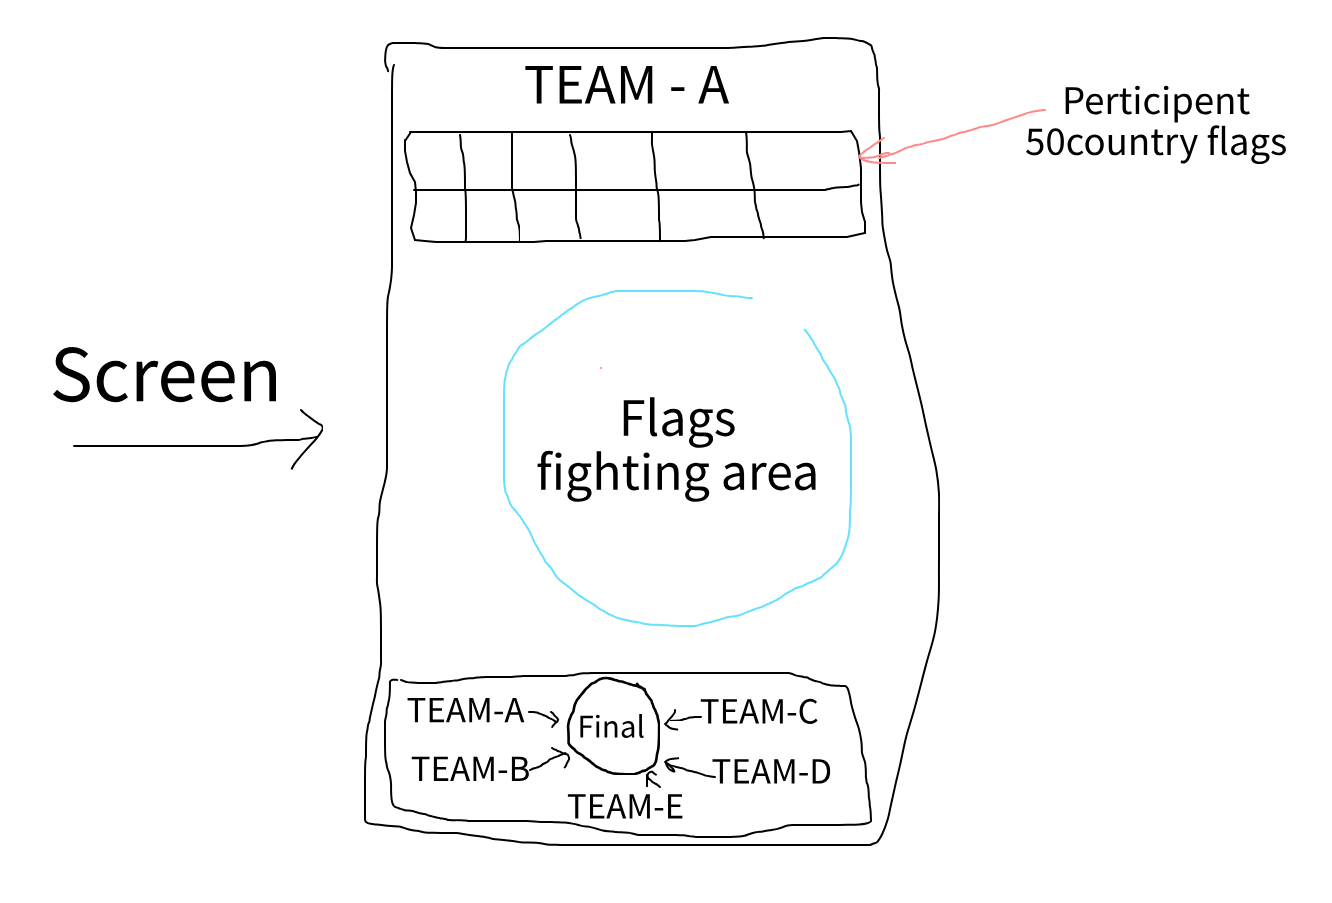 TEAM - A
Perticipent
50country flags
Screen
Flags
fighting area
TEAM-A
Final
TEAM-C
TEAM-B
TEAM-D
TEAM-E